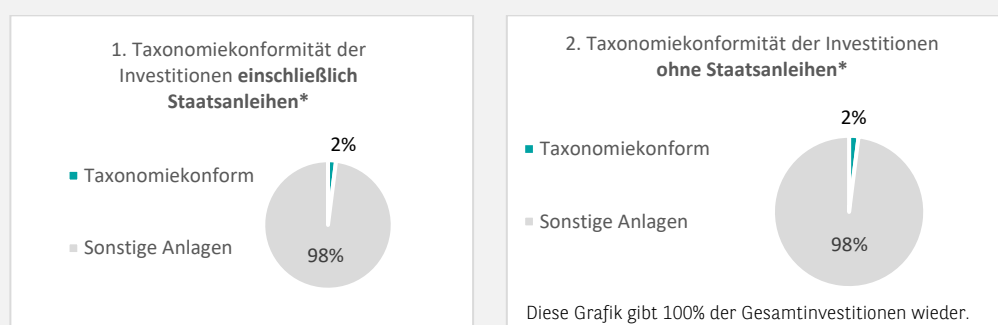 1. Taxonomiekonformität der
Investitionen einschließlich
Staatsanleihen*
2%
Taxonomiekonform
Sonstige Anlagen
98%
2. Taxonomiekonformität der Investitionen
ohne Staatsanleihen*
2%
Taxonomiekonform
Sonstige Anlagen
98%
Diese Grafik gibt 100% der Gesamtinvestitionen wieder.